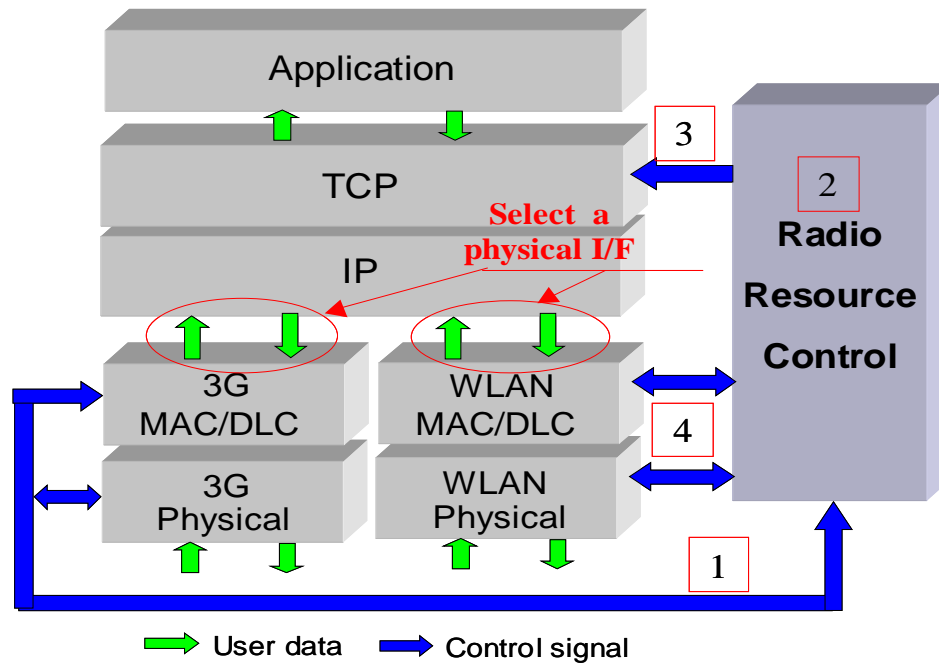 Application
3
TCP
2
Select a
physical I/F
Radio
Resource
Control
IP
3G
MAC/DLC
WLAN
MAC/DLC
4
3G
Physical
WLAN
Physical
1
User data
Control signal